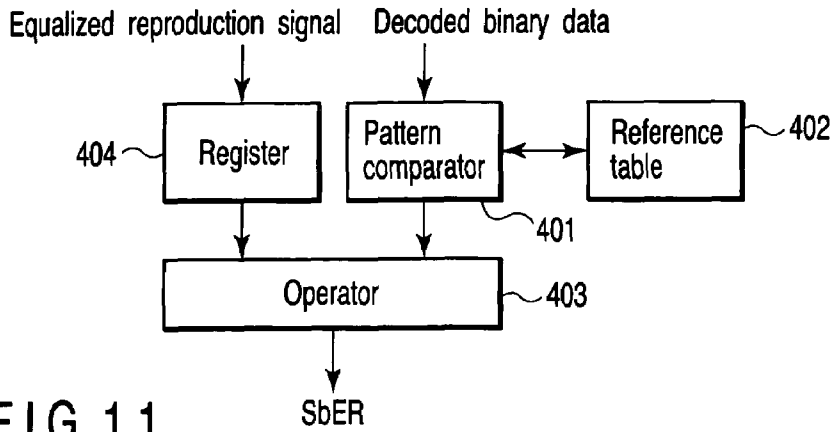 Equalized reproduction signal Decoded binary data
404 Register Pattern comparator Reference table 402
401
Operator 403
SbER
FIG. 11